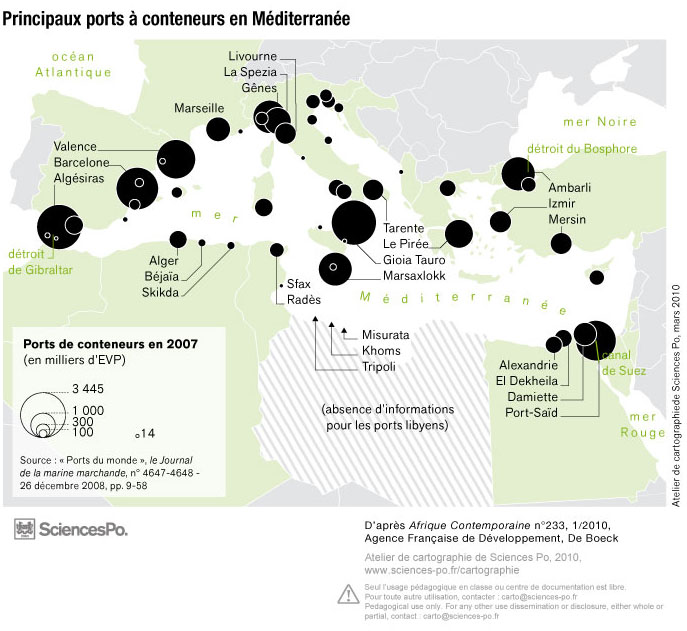 Principaux ports à conteneurs en Méditerranée
océan
Atlantique
Livourne
La Spezia
Gênes
Marseille
mer Noire
détroit du Bosphore
Valence
Barcelone
Algésiras
Ambarli
Izmir
Mersin
mer
détroit
de Gibraltar
Tarente
Le Pirée
Gioia Tauro
Marsaxlokk
Alger
Béjaïa
Skikda
Sfax
Radès
Méditerranée
Misurata
Khoms
Tripoli
canal
de Suez
Alexandrie
El Dekheila
Damiette
Port-Saïd
(absence d'informations
pour les ports libyens)
mer
Rouge
Ports de conteneurs en 2007
(en milliers d'EVP)
3 445
1 000
300
100
14
Source : « Ports du monde », le Journal
de la marine marchande, n° 4647-4648 -
26 décembre 2008, pp. 9-58
Atelier de cartographiede Sciences Po, mars 2010
SciencesPo.
D'après Afrique Contemporaine n°233, 1/2010,
Agence Française de Développement, De Boeck
Atelier de cartographie de Sciences Po, 2010,
www.sciences-po.fr/cartographie
Seul l'usage pédagogique en classe ou centre de documentation est libre.
Pour toute autre utilisation, contacter : carto@sciences-po.fr
Pedagogical use only. For any other use dissemination or disclosure, either whole or
partial, contact : carto@sciences-po.fr